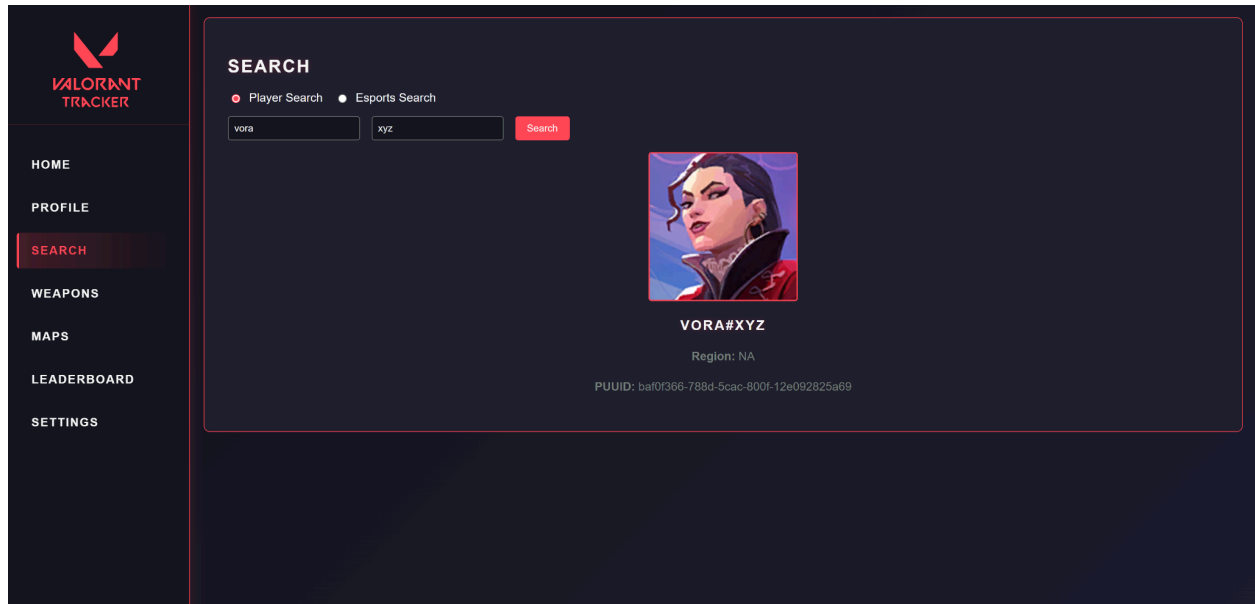 VALORANT
TRACKER
HOME
PROFILE
SEARCH
WEAPONS
MAPS
LEADERBOARD
SETTINGS
SEARCH
Player Search Esports Search
vora xyz Search
VORA#XYZ
Region: NA
PUUID: baf0f366-788d-5cac-800f-12e092825a69